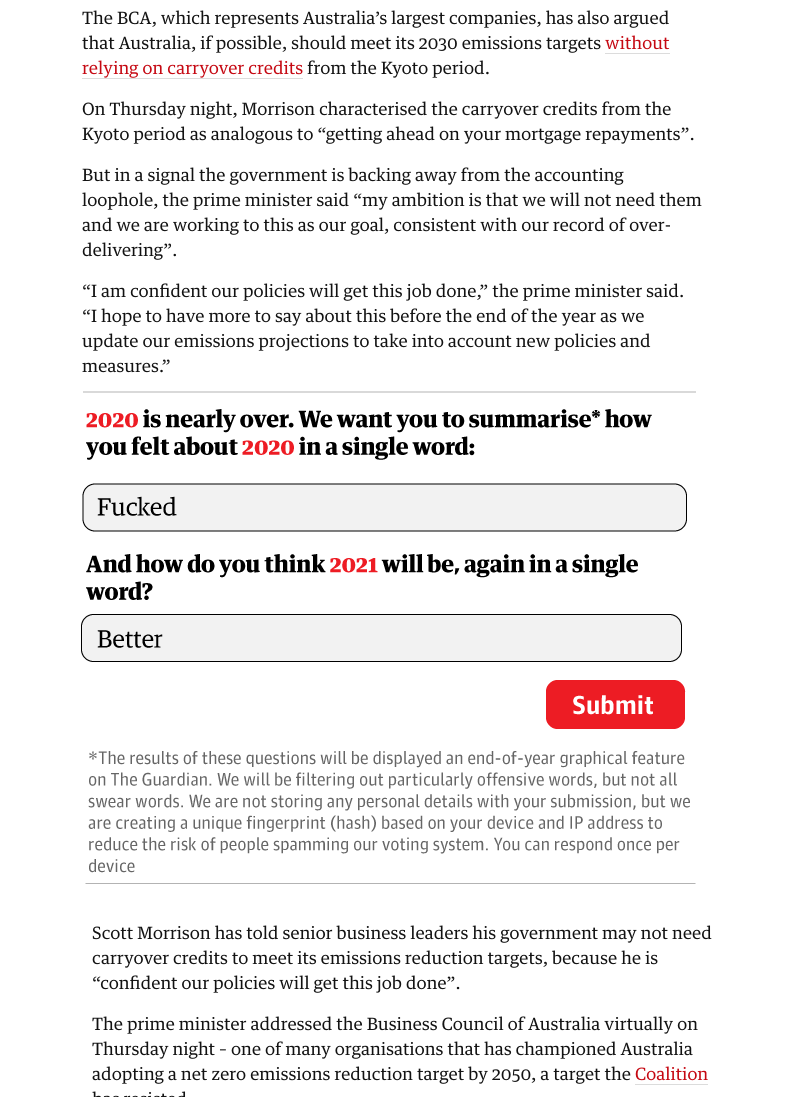 The BCA, which represents Australia’s largest companies, has also argued
that Australia, if possible, should meet its 2030 emissions targets without
relying on carryover credits from the Kyoto period.
On Thursday night, Morrison characterised the carryover credits from the
Kyoto period as analogous to “getting ahead on your mortgage repayments”.
But in a signal the government is backing away from the accounting
loophole, the prime minister said “my ambition is that we will not need them
and we are working to this as our goal, consistent with our record of over-
delivering”.
“I am confident our policies will get this job done,” the prime minister said.
“I hope to have more to say about this before the end of the year as we
update our emissions projections to take into account new policies and
measures.”
2020 is nearly over. We want you to summarise* how
you felt about 2020 in a single word:
Fucked
And how do you think 2021 will be, again in a single
word?
Better
Submit
*The results of these questions will be displayed an end-of-year graphical feature
on The Guardian. We will be filtering out particularly offensive words, but not all
swear words. We are not storing any personal details with your submission, but we
are creating a unique fingerprint (hash) based on your device and IP address to
reduce the risk of people spamming our voting system. You can respond once per
device
Scott Morrison has told senior business leaders his government may not need
carryover credits to meet its emissions reduction targets, because he is
“confident our policies will get this job done”.
The prime minister addressed the Business Council of Australia virtually on
Thursday night – one of many organisations that has championed Australia
adopting a net zero emissions reduction target by 2050, a target the Coalition
has resisted